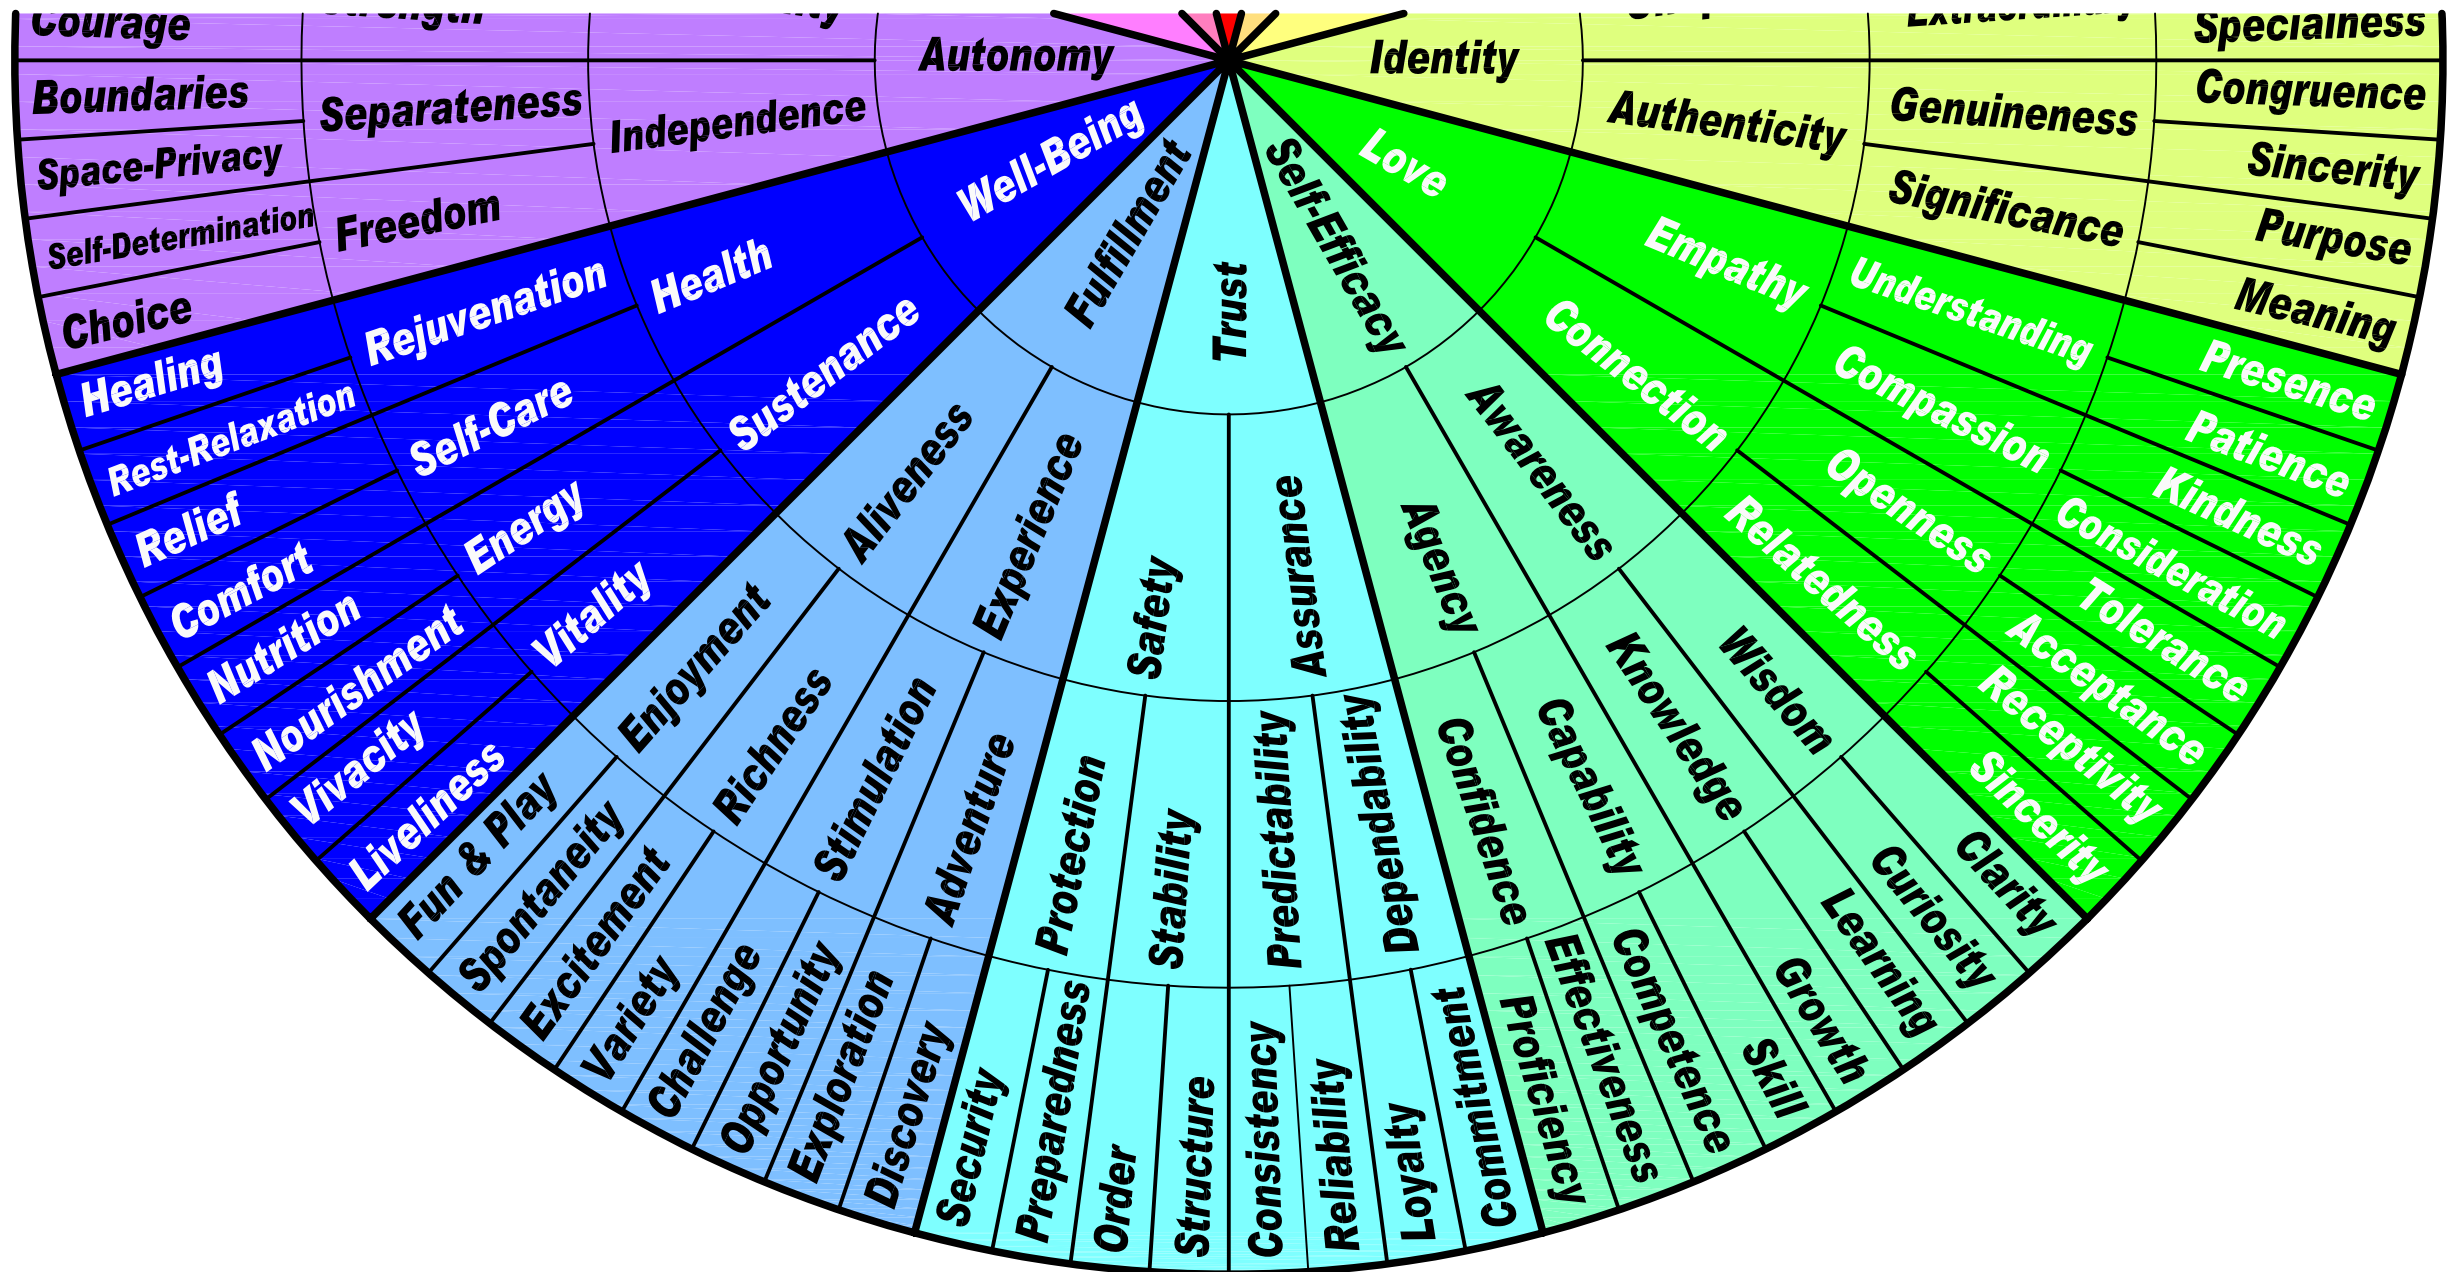 Courage
Strength
Autonomy
Identity
Specialness
Boundaries
Separateness
Independence
Space-Privacy
Self-Determination
Freedom
Choice
Authenticity
Genuineness
Congruence
Sincerity
Significance
Purpose
Meaning
Well-Being
Health
Sustenance
Rejuvenation
Self-Care
Energy
Vitality
Healing
Rest-Relaxation
Relief
Comfort
Nutrition
Nourishment
Vivacity
Liveliness
Fulfillment
Aliveness
Experience
Enjoyment
Richness
Stimulation
Adventure
Fun & Play
Spontaneity
Excitement
Variety
Challenge
Opportunity
Exploration
Discovery
Trust
Safety
Assurance
Protection
Stability
Predictability
Dependability
Security
Preparedness
Order
Structure
Consistency
Reliability
Loyalty
Commitment
Self-Efficacy
Agency
Awareness
Confidence
Capability
Knowledge
Wisdom
Proficiency
Effectiveness
Competence
Skill
Growth
Learning
Curiosity
Clarity
Love
Empathy
Connection
Understanding
Compassion
Openness
Relatedness
Presence
Patience
Kindness
Consideration
Tolerance
Acceptance
Receptivity
Sincerity